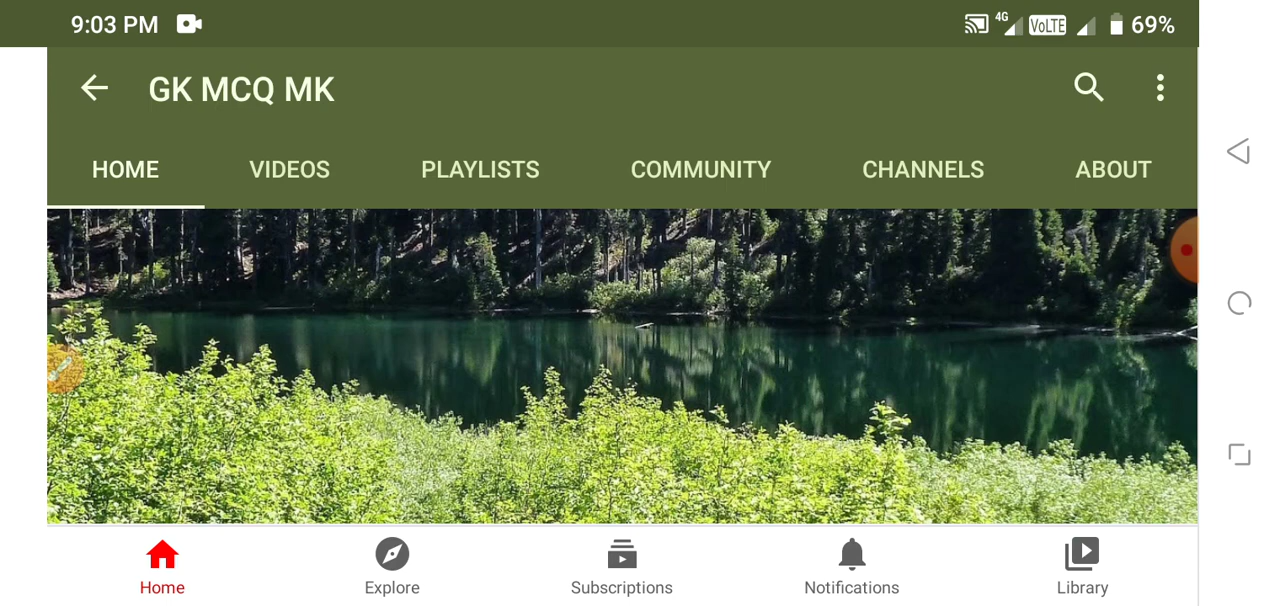 9:03 PM 4G VoLTE 69%
GK MCQ MK
HOME VIDEOS PLAYLISTS COMMUNITY CHANNELS ABOUT
Home Explore Subscriptions Notifications Library